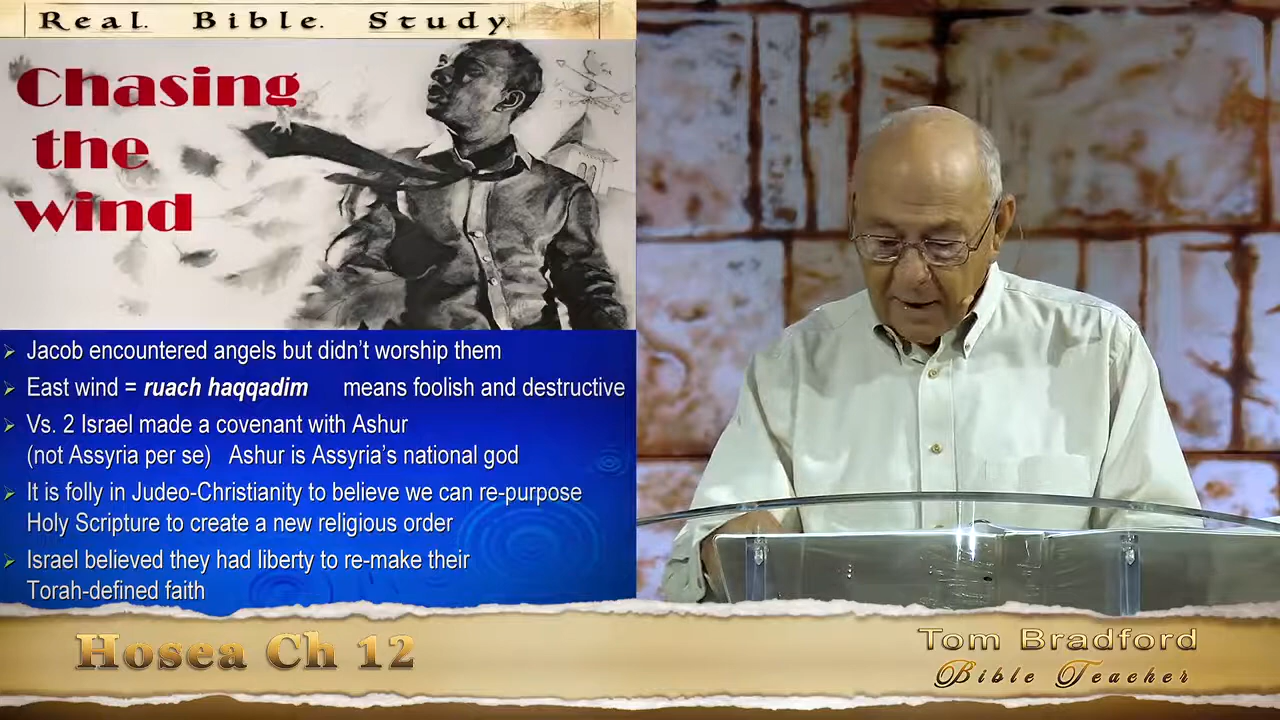 Real. Bible. Study.
Chasing
the
wind
Jacob encountered angels but didn't worship them
East wind = ruach haqqadim means foolish and destructive
Vs. 2 Israel made a covenant with Ashur
(not Assyria per se) Ashur is Assyria's national god
It is folly in Judeo-Christianity to believe we can re-purpose
Holy Scripture to create a new religious order
Israel believed they had liberty to re-make their
Torah-defined faith
Hosea Ch 12
Tom Bradford
Bible Teacher